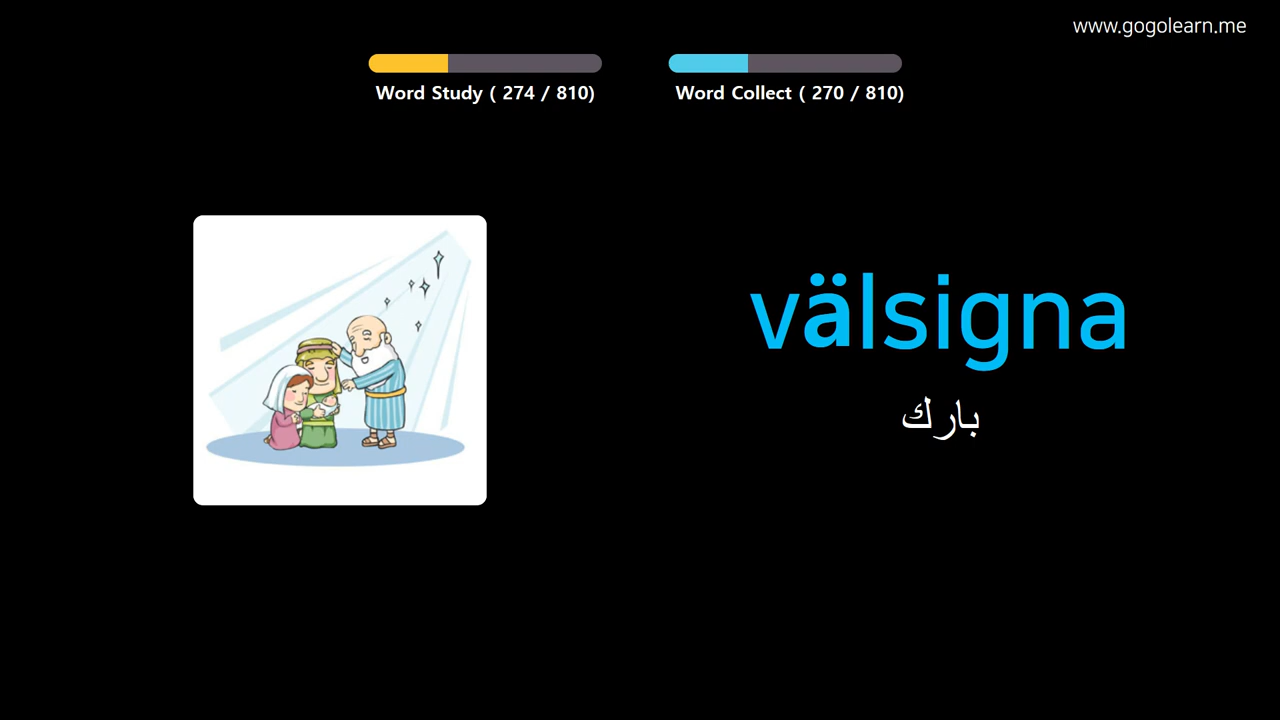 www.gogolearn.me
Word Study ( 274 / 810)
Word Collect ( 270 / 810)
välsigna
بارك